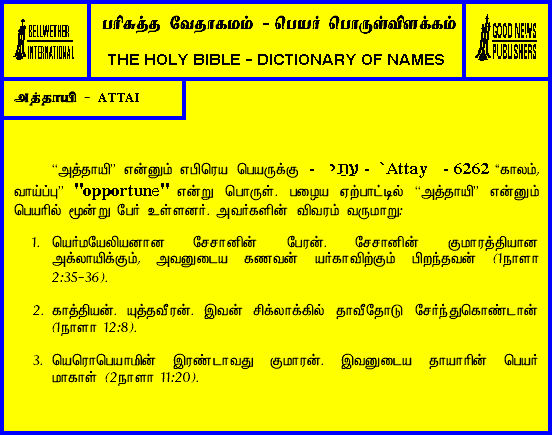 BELLWETHER
INTERNATIONAL
பரிசுத்த வேதாகமம் - பெயர் பொருள்விளக்கம்
THE HOLY BIBLE - DICTIONARY OF NAMES
GOOD NEWS
PUBLISHERS
அத்தாயி - ATTAI
“அத்தாயி” என்னும் எபிரெய பெயருக்கு - עתי - `Attay - 6262 “காலம்,
வாய்ப்பு” "opportune" என்று பொருள். பழைய ஏற்பாட்டில் “அத்தாயி” என்னும்
பெயரில் மூன்று பேர் உள்ளனர். அவர்களின் விவரம் வருமாறு:
1. யெர்மயேலியனான சேசானின் பேரன். சேசானின் குமாரத்தியான
அக்லாயிக்கும், அவனுடைய கணவன் யர்காவிற்கும் பிறந்தவன் (1நாளா
2:35-36).
2. காத்தியன். யுத்தவீரன். இவன் சிக்லாக்கில் தாவீதோடு சேர்ந்துகொண்டான்
(1நாளா 12:8).
3. யெரொபெயாமின் இரண்டாவது குமாரன். இவனுடைய தாயாரின் பெயர்
மாகாள் (2நாளா 11:20).